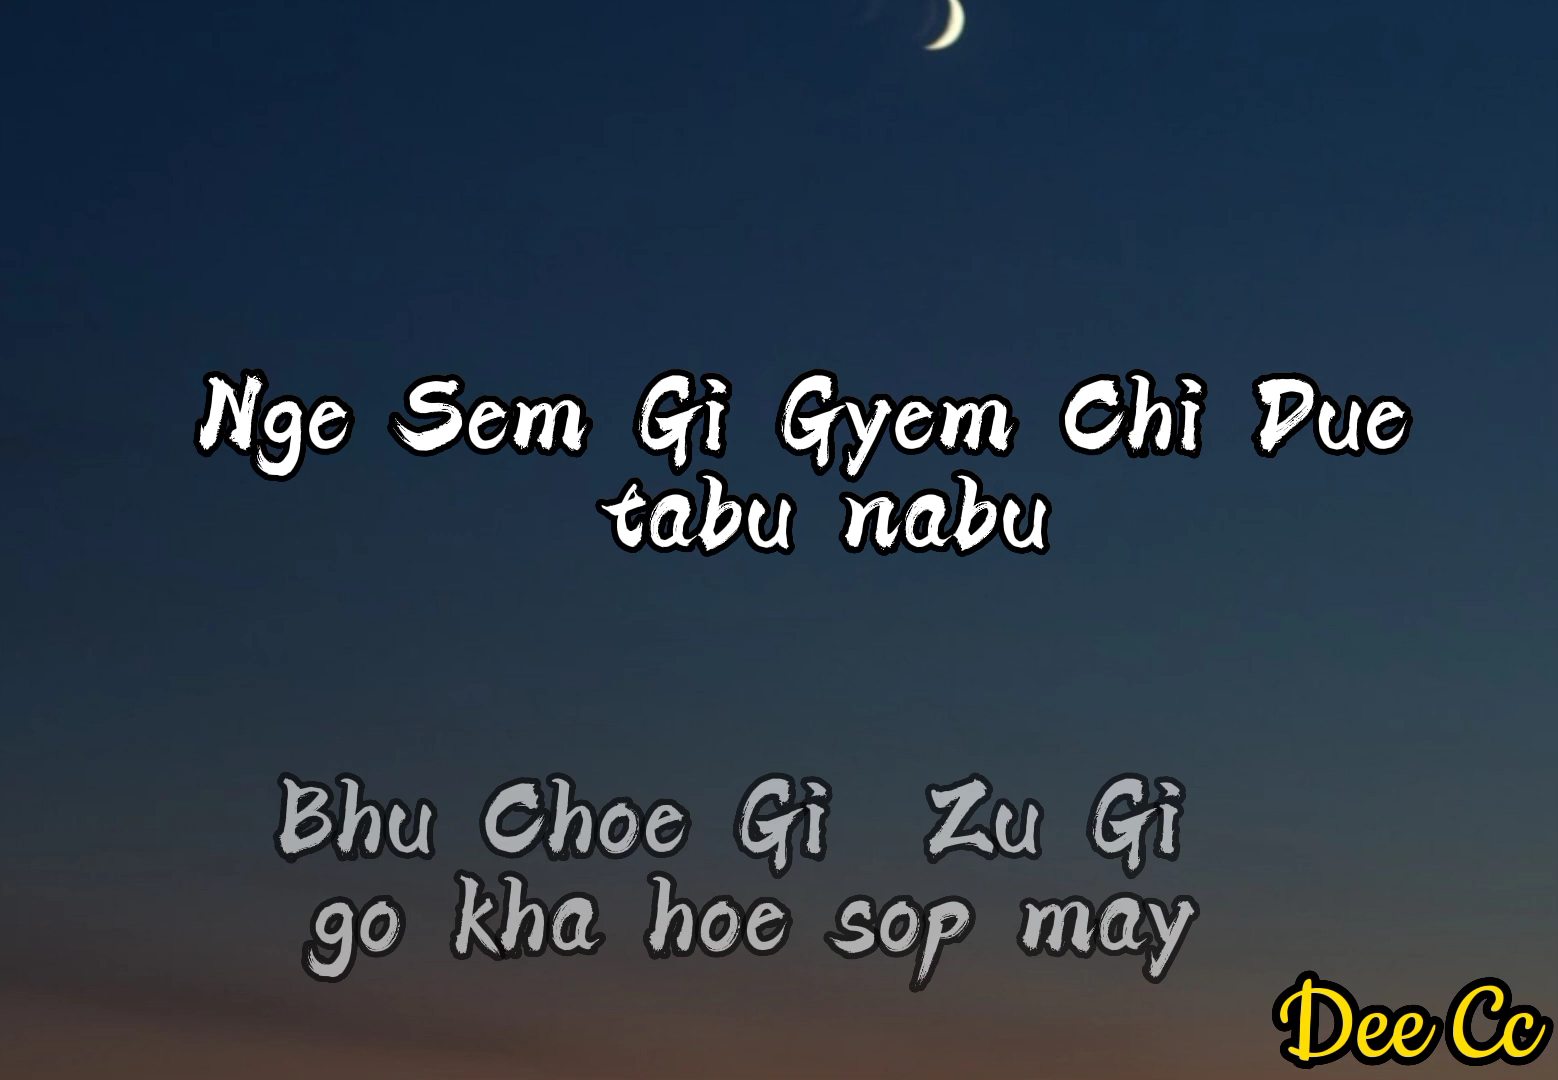 Nge Sem Gi Gyem Chi Due
tabu nabu
Bhu Choe Gi Zu Gi
go kha hoe sop may
Dee Cc